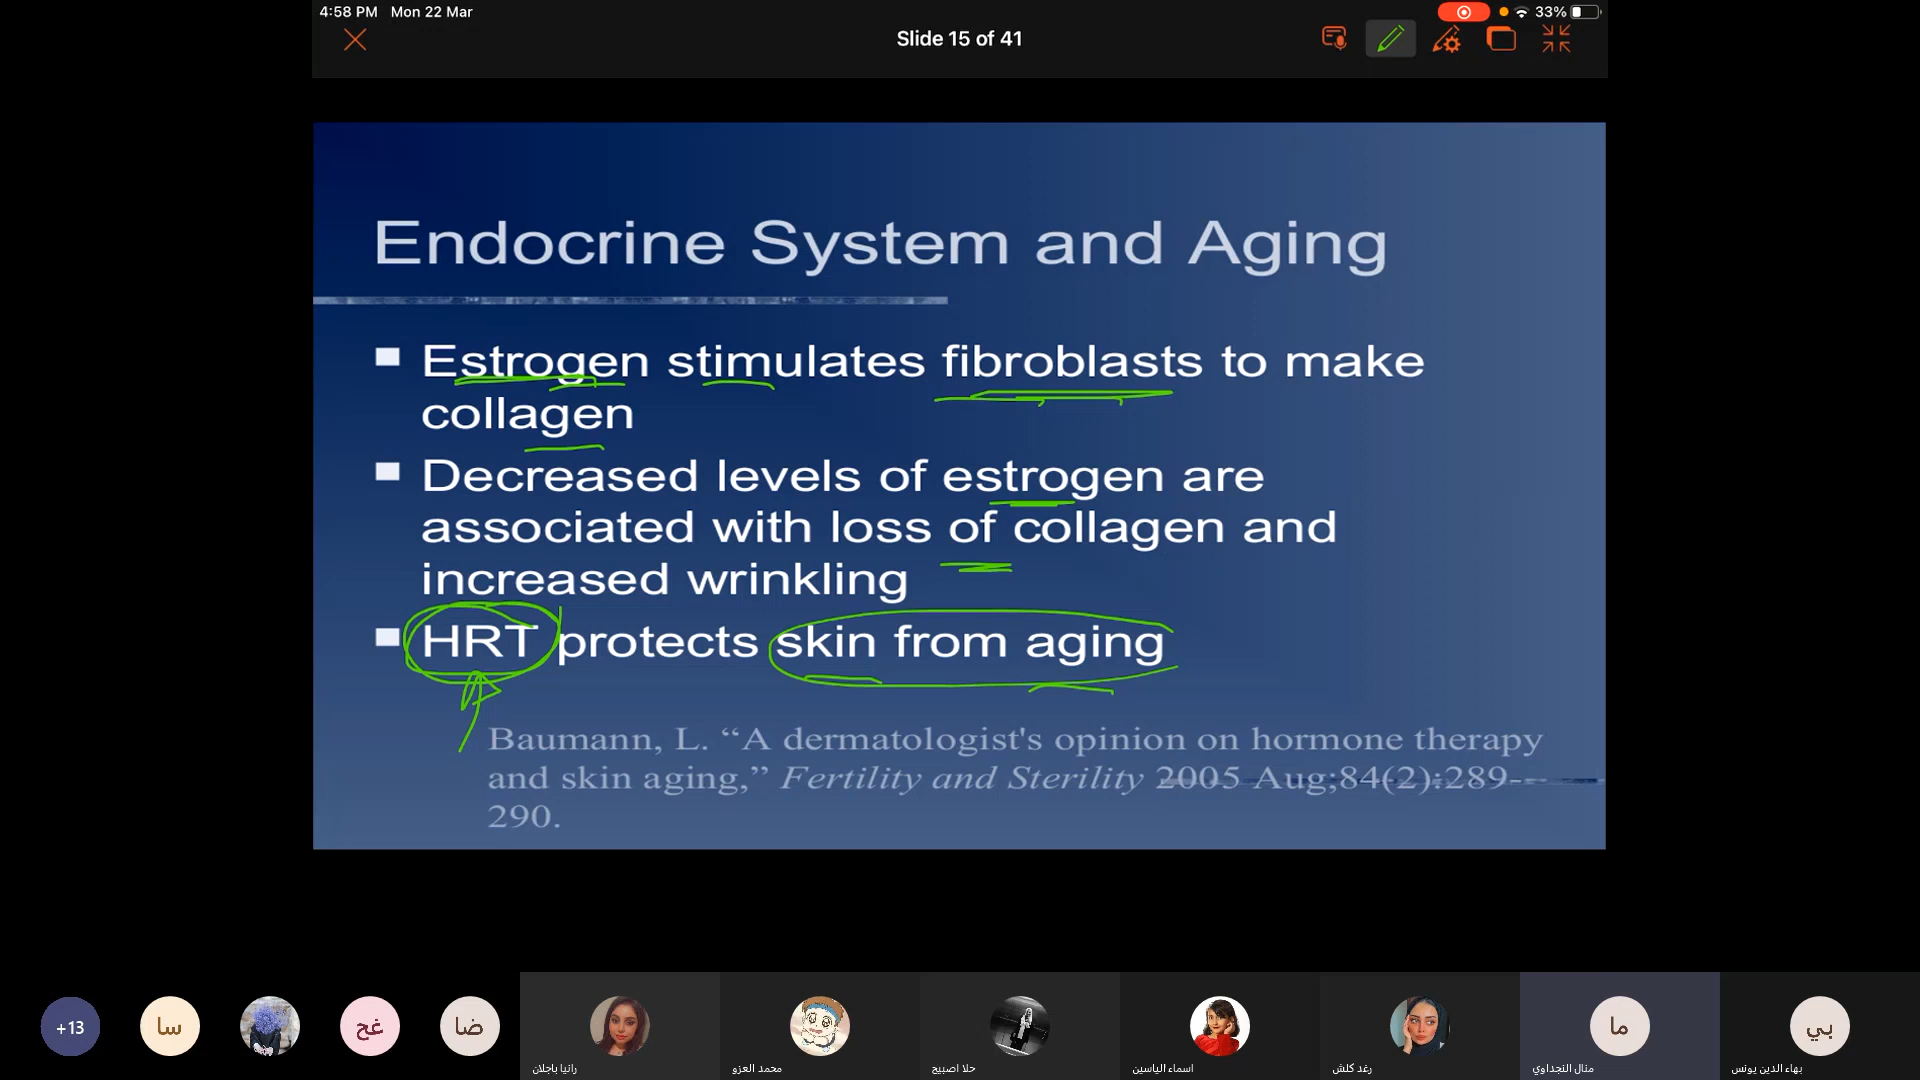 4:58 PM Mon 22 Mar
33%
Slide 15 of 41
Endocrine System and Aging
Estrogen stimulates fibroblasts to make
collagen
Decreased levels of estrogen are
associated with loss of collagen and
increased wrinkling
HRT protects skin from aging
Baumann, L. “A dermatologist's opinion on hormone therapy
and skin aging,” Fertility and Sterility 2005 Aug;84(2):289-
290.
+13
سا
غح
ضا
ما
بي
رانيا باجلان
محمد العزو
حلا اصبيح
اسماء الياسين
رغد كلش
منال النجداوي
بهاء الدين يونس